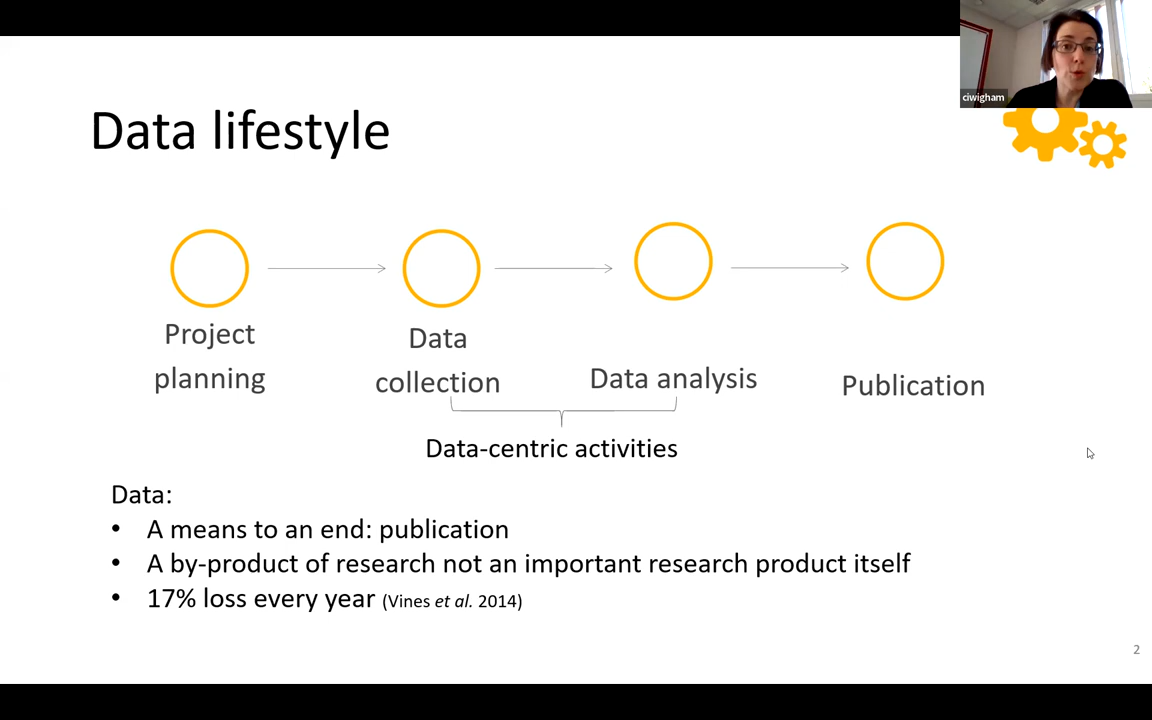 ciwigham
Data lifestyle
Project
planning
Data
collection
Data analysis
Publication
Data-centric activities
Data:
• A means to an end: publication
• A by-product of research not an important research product itself
• 17% loss every year (Vines et al. 2014)
2